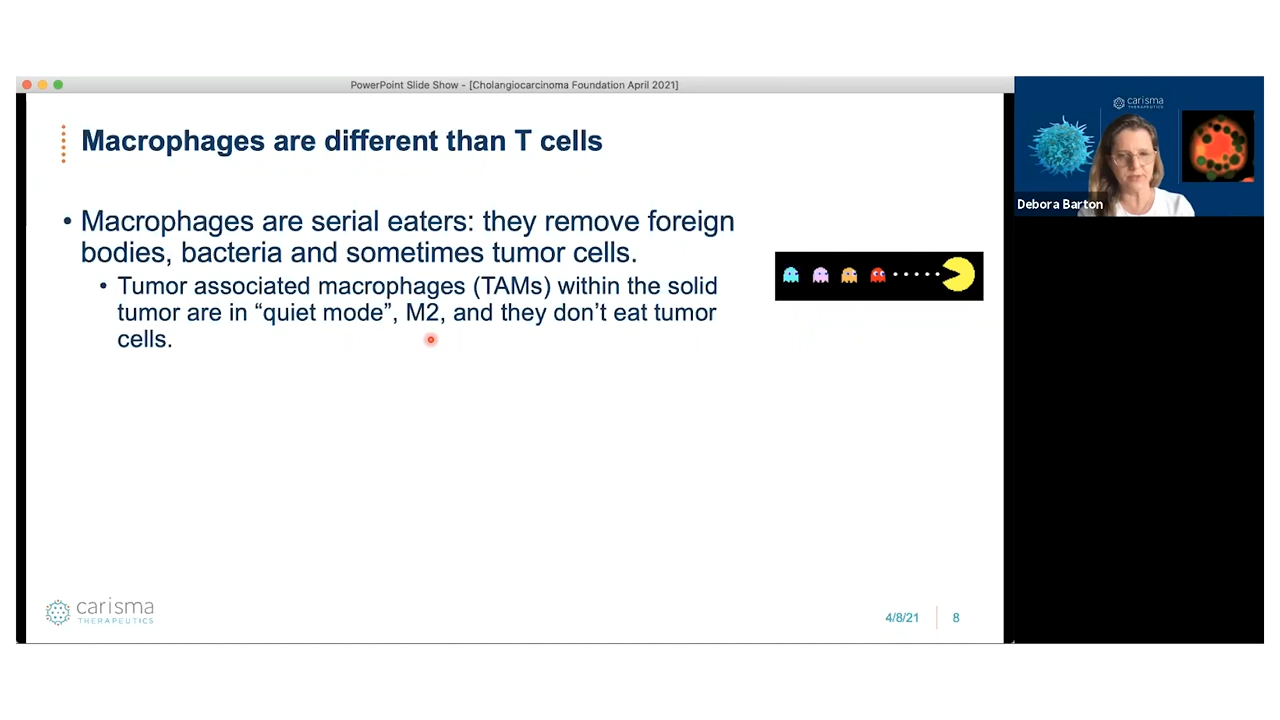 PowerPoint Slide Show - [Cholangiocarcinoma Foundation April 2021]
Macrophages are different than T cells
• Macrophages are serial eaters: they remove foreign
bodies, bacteria and sometimes tumor cells.
• Tumor associated macrophages (TAMs) within the solid
tumor are in “quiet mode”, M2, and they don’t eat tumor
cells.
carisma
THERAPEUTICS
4/8/21
8
carisma
THERAPEUTICS
Debora Barton